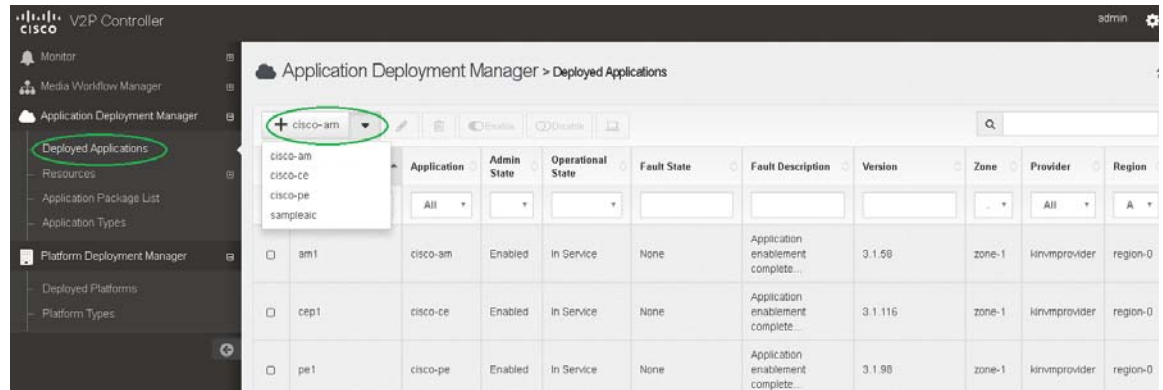 cisco V2P Controller
admin
Monitor
Media Workflow Manager
Application Deployment Manager
Deployed Applications
Resources
Application Package List
Application Types
Platform Deployment Manager
Deployed Platforms
Platform Types
Application Deployment Manager > Deployed Applications
+ cisco-am
Enable
Disable
cisco-am
cisco-ce
cisco-pe
sampleaic
Application
Admin State
Operational State
Fault State
Fault Description
Version
Zone
Provider
Region
All
All
A
am1 cisco-am Enabled In Service None Application enablement complete... 3.1.58 zone-1 kinvmprovider region-0
cep1 cisco-ce Enabled In Service None Application enablement complete... 3.1.116 zone-1 kinvmprovider region-0
pe1 cisco-pe Enabled In Service None Application enablement complete... 3.1.98 zone-1 kinvmprovider region-0